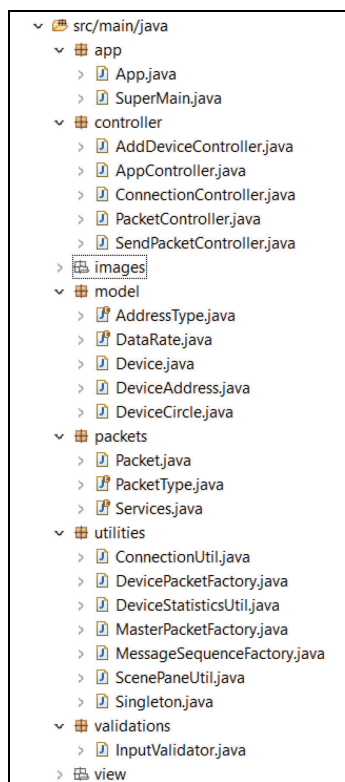 src/main/java
app
App.java
SuperMain.java
controller
AddDeviceController.java
AppController.java
ConnectionController.java
PacketController.java
SendPacketController.java
images
model
AddressType.java
DataRate.java
Device.java
DeviceAddress.java
DeviceCircle.java
packets
Packet.java
PacketType.java
Services.java
utilities
ConnectionUtil.java
DevicePacketFactory.java
DeviceStatisticsUtil.java
MasterPacketFactory.java
MessageSequenceFactory.java
ScenePaneUtil.java
Singleton.java
validations
InputValidator.java
view